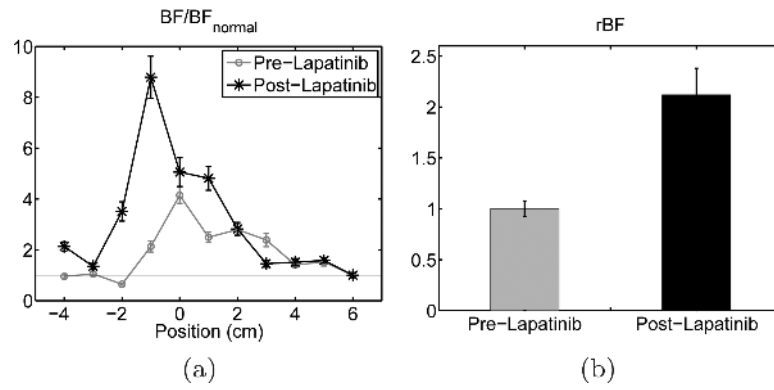 BF/BFnormal
Pre-Lapatinib
Post-Lapatinib
10
8
6
4
2
0
-4 -2 0 2 4 6
Position (cm)
(a)
rBF
2.5
2
1.5
1
0.5
0
Pre-Lapatinib Post-Lapatinib
(b)